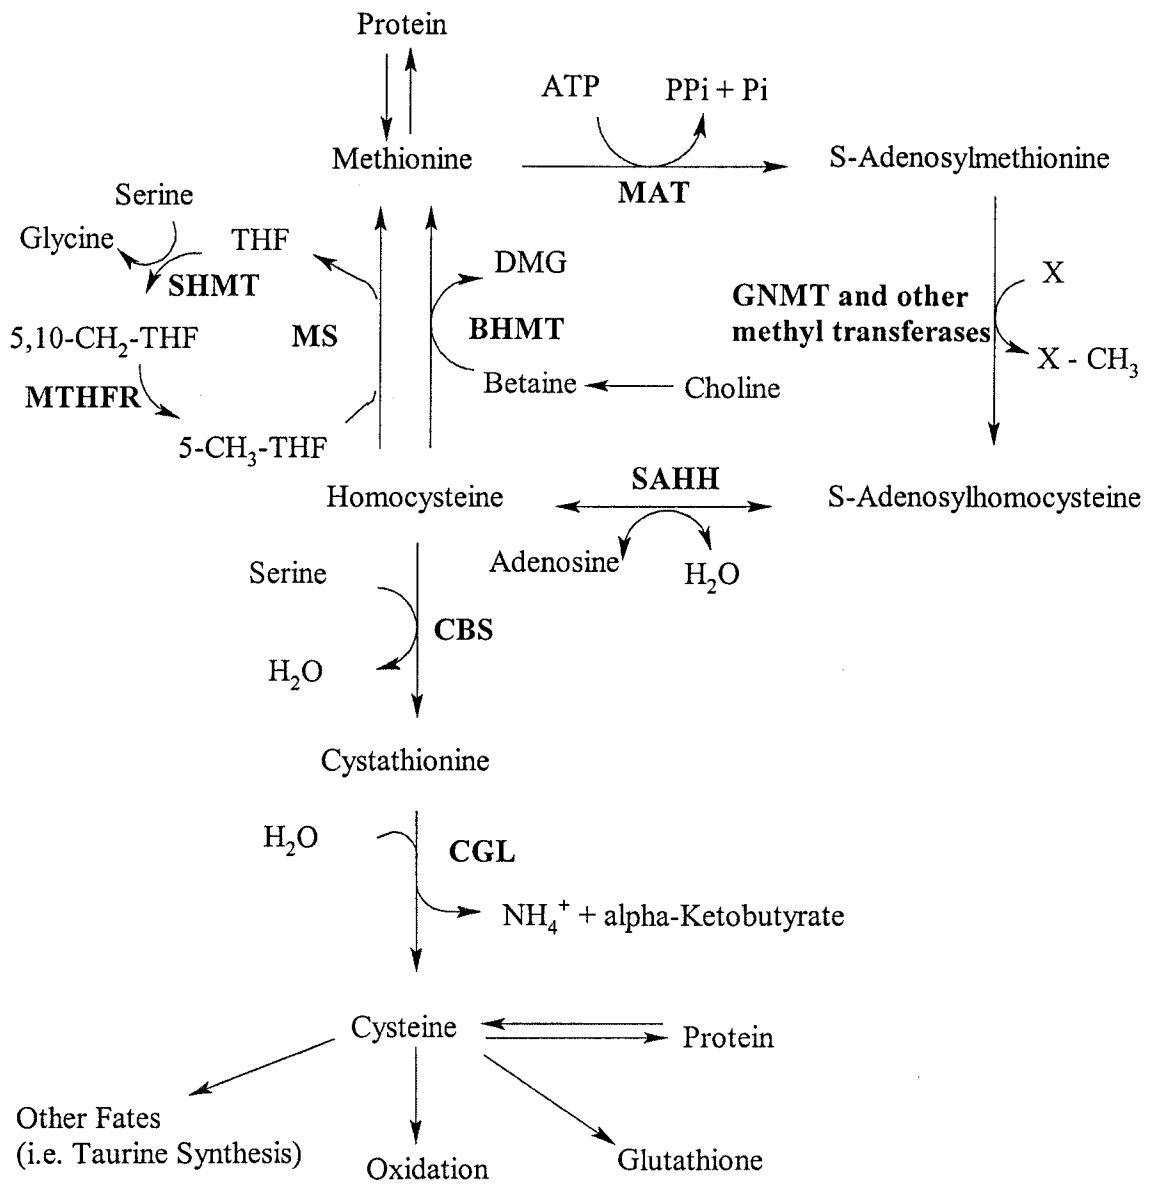 Protein
ATP
PPi + Pi
Methionine
S-Adenosylmethionine
MAT
Serine
Glycine
THF
SHMT
DMG
X
GNMT and other
methyl transferases
5,10-CH₂-THF
MS
BHMT
X - CH₃
MTHFR
Betaine
Choline
5-CH₃-THF
Homocysteine
SAHH
S-Adenosylhomocysteine
Adenosine
H₂O
Serine
CBS
H₂O
Cystathionine
H₂O
CGL
NH₄⁺ + alpha-Ketobutyrate
Cysteine
Protein
Other Fates
(i.e. Taurine Synthesis)
Oxidation
Glutathione